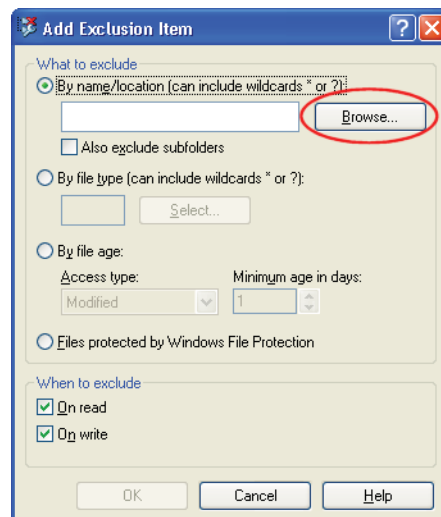 Add Exclusion Item
What to exclude
By name/location (can include wildcards * or ?):
Browse...
Also exclude subfolders
By file type (can include wildcards * or ?):
Select...
By file age:
Access type: Minimum age in days:
Modified 1
Files protected by Windows File Protection
When to exclude
On read
On write
OK Cancel Help